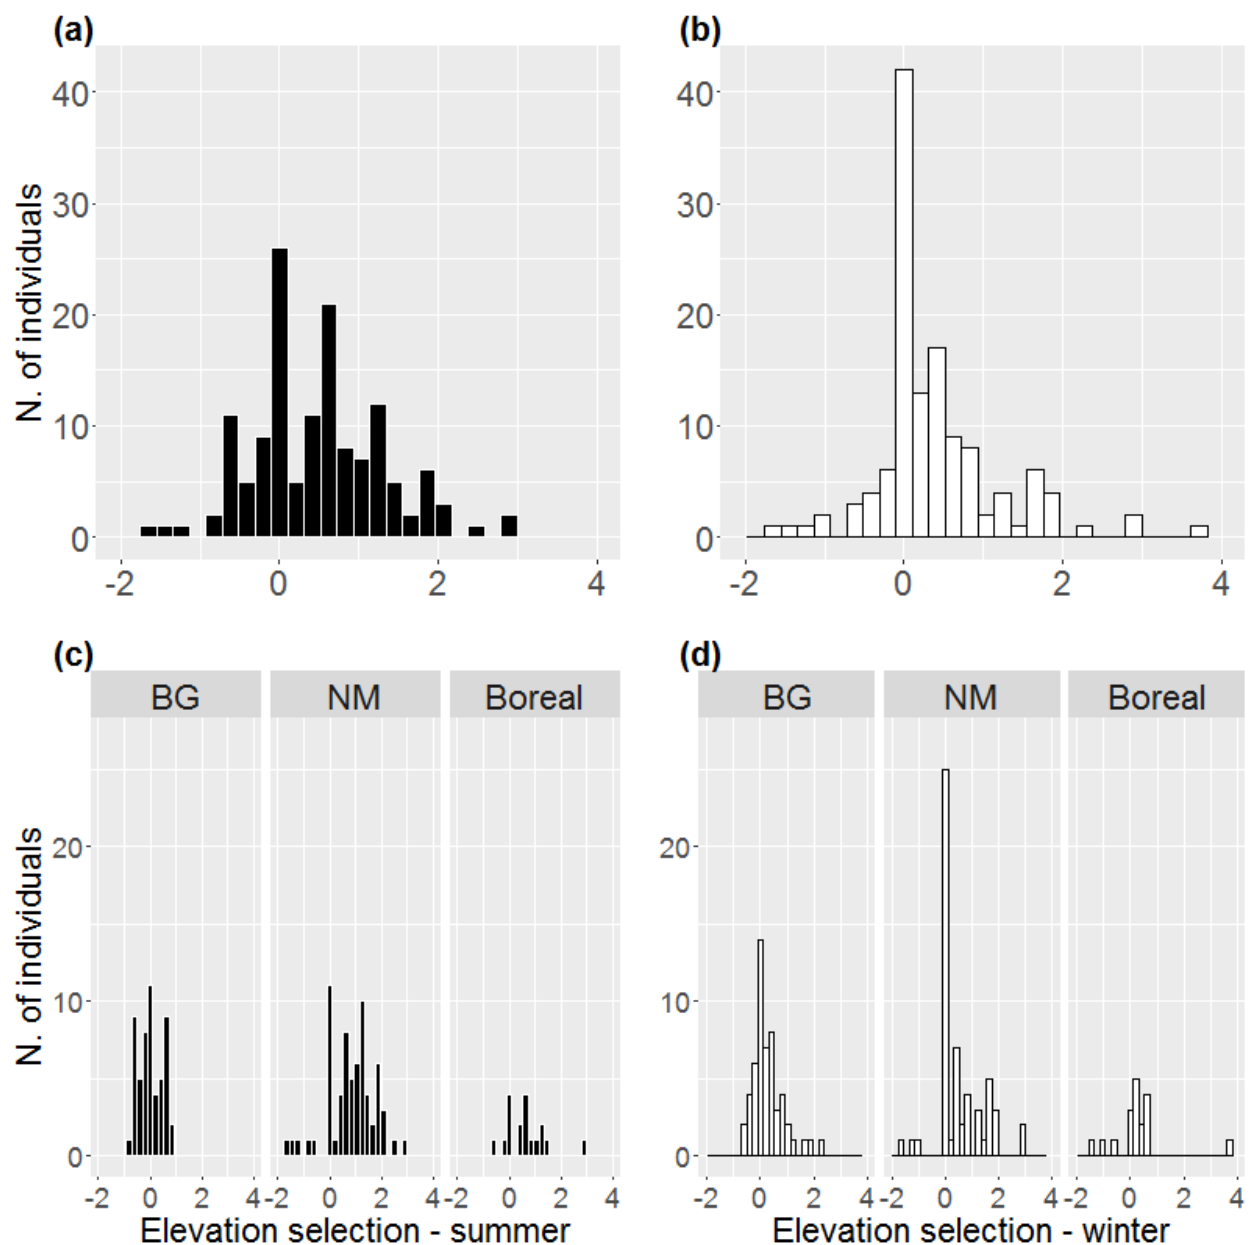 (a)
(b)
N. of individuals
40
30
20
10
0
-2 0 2 4
40
30
20
10
0
-2 0 2 4
(c)
(d)
BG NM Boreal
BG NM Boreal
N. of individuals
20
10
0
-2 0 2 4 -2 0 2 4 -2 0 2 4
Elevation selection - summer
20
10
0
-2 0 2 4 -2 0 2 4 -2 0 2 4
Elevation selection - winter